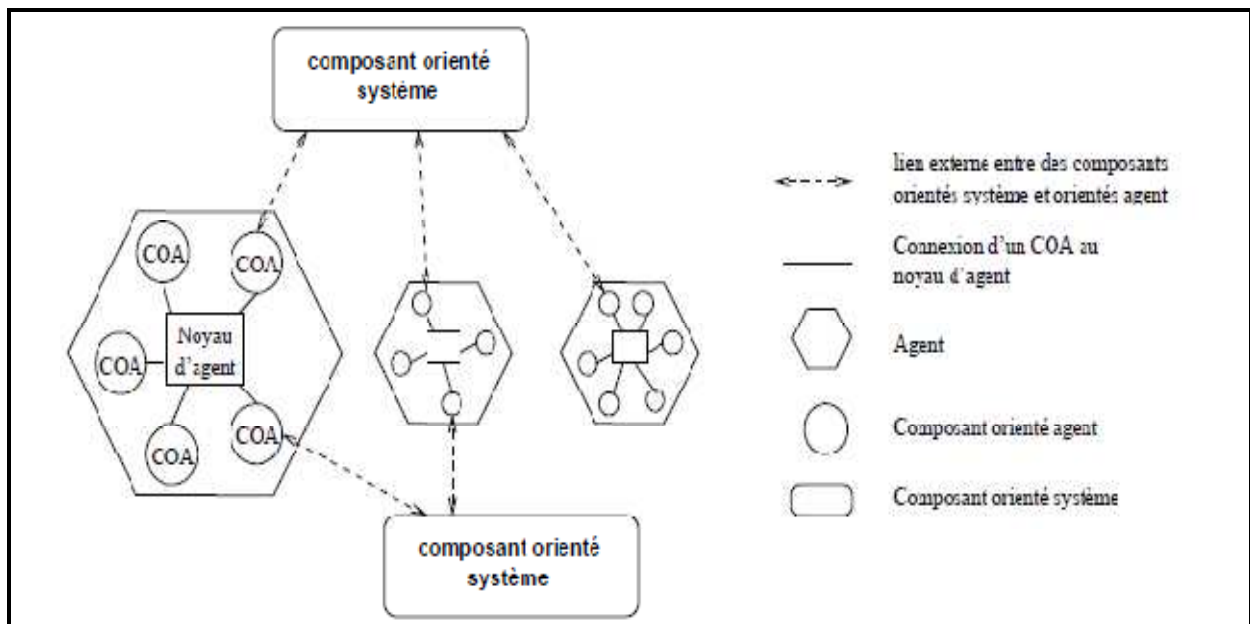 composant orienté
système
COA
COA
COA
COA
COA
Noyau
d'agent
composant orienté
système
lien externe entre des composants
orientés système et orientés agent
Connexion d'un COA au
noyau d'agent
Agent
Composant orienté agent
Composant orienté système